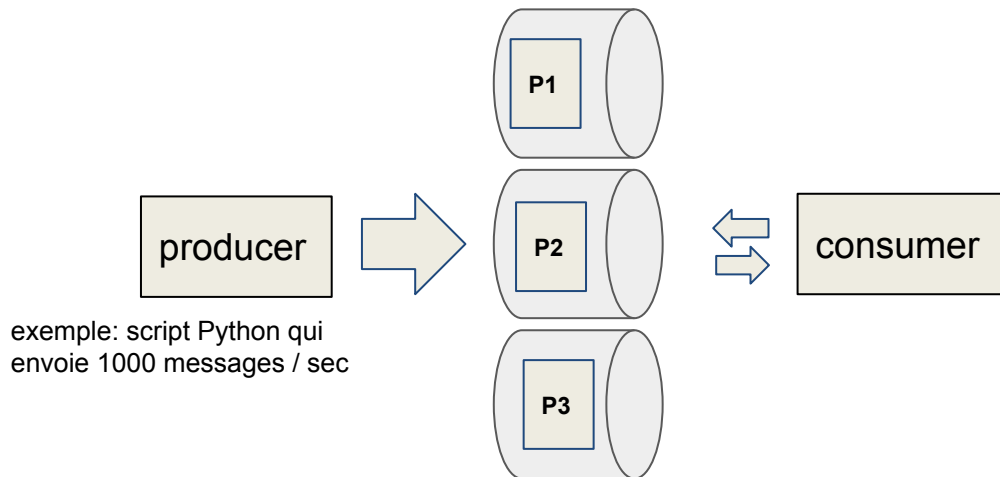 P1
producer
P2
consumer
exemple: script Python qui
envoie 1000 messages / sec
P3